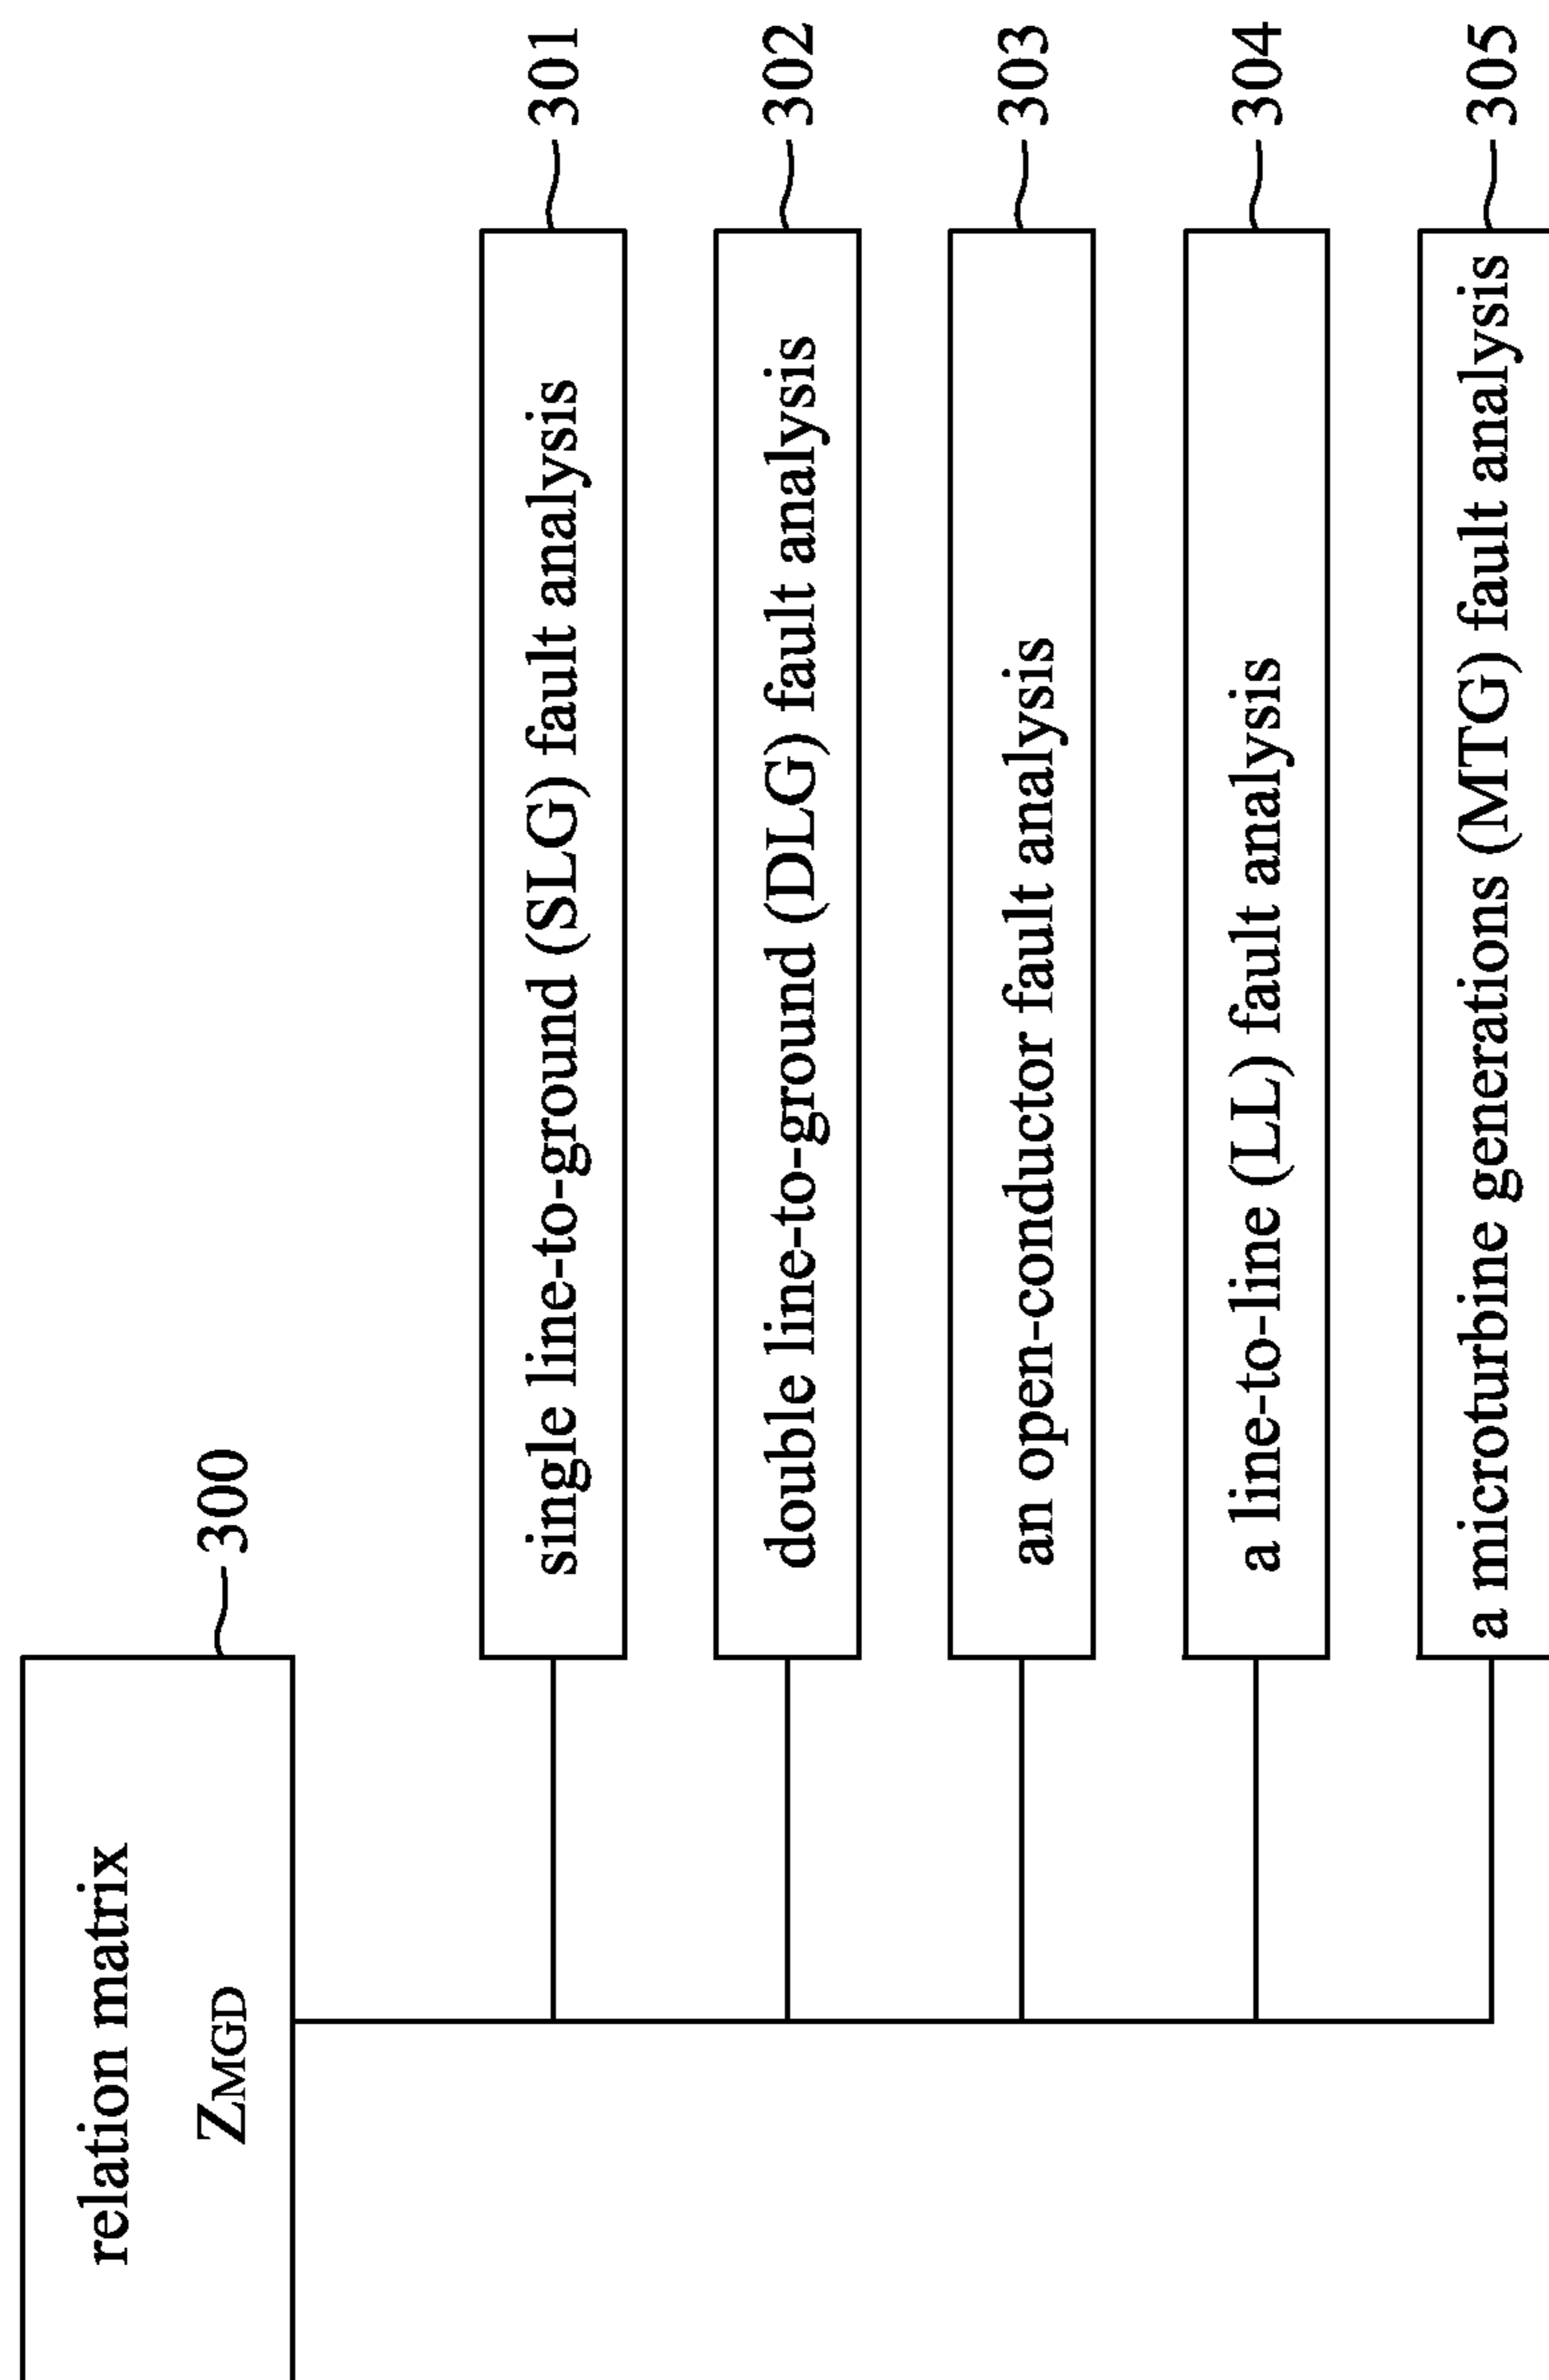 relation matrix
ZMGD
300
single line-to-ground (SLG) fault analysis
301
double line-to-ground (DLG) fault analysis
302
an open-conductor fault analysis
303
a line-to-line (LL) fault analysis
304
a microturbine generations (MTG) fault analysis
305